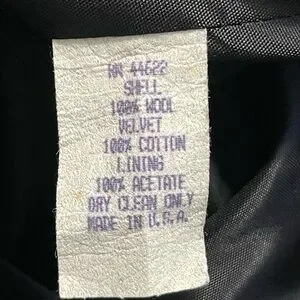 RN 44622
SHELL
100% WOOL
VELVET
100% COTTON
LINING
100% ACETATE
DRY CLEAN ONLY
MADE IN U.S.A.